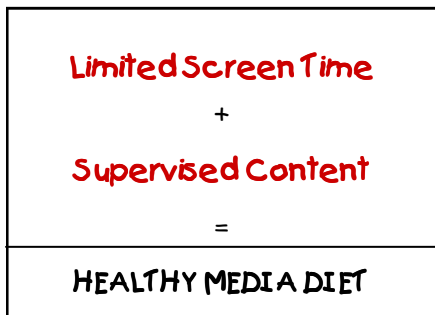 Limited Screen Time
+
Supervised Content
=
HEALTHY MEDIA DIET